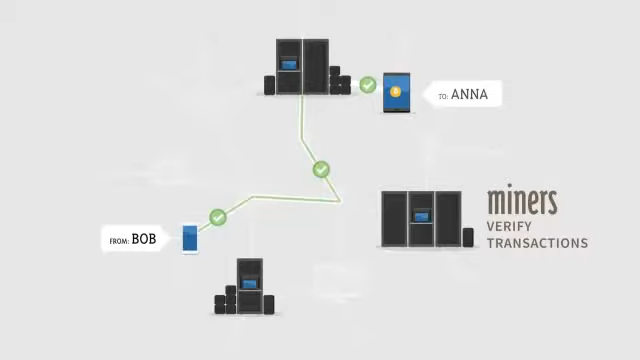 TO: ANNA
miners
VERIFY
TRANSACTIONS
FROM: BOB